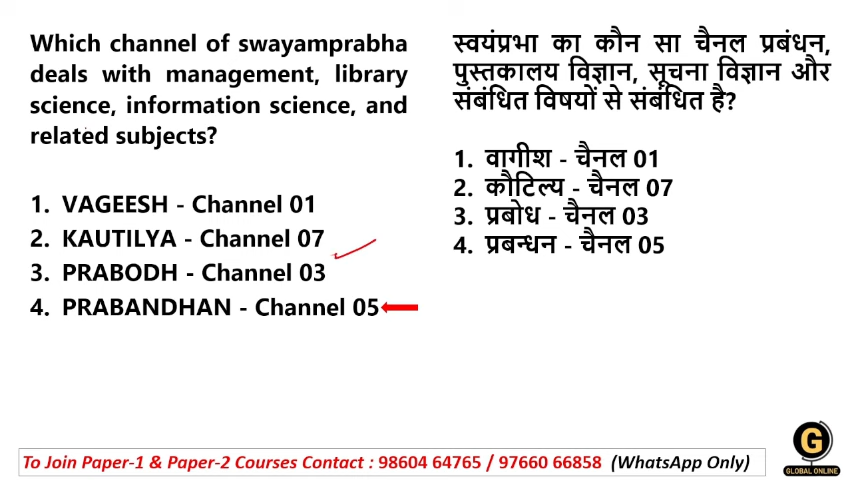 Which channel of swayamprabha
deals with management, library
science, information science, and
related subjects?
1. VAGEESH - Channel 01
2. KAUTILYA - Channel 07
3. PRABODH - Channel 03
4. PRABANDHAN - Channel 05
स्वयंप्रभा का कौन सा चैनल प्रबंधन,
पुस्तकालय विज्ञान, सूचना विज्ञान और
संबंधित विषयों से संबंधित है?
1. वागीश - चैनल 01
2. कौटिल्य - चैनल 07
3. प्रबोध - चैनल 03
4. प्रबन्धन - चैनल 05
To Join Paper-1 & Paper-2 Courses Contact : 98604 64765 / 97660 66858 (WhatsApp Only)
G
GLOBAL ONLINE